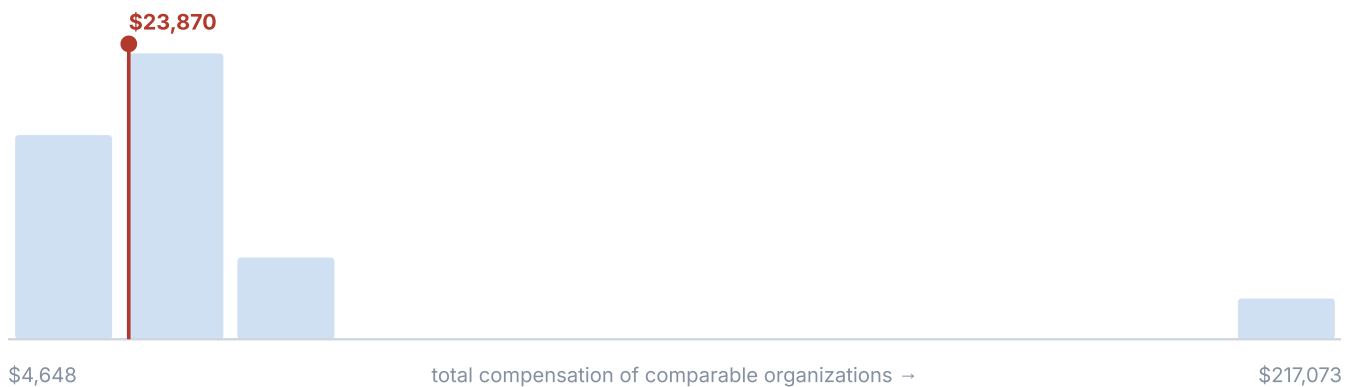 $23,870
$4,648
total compensation of comparable organizations →
$217,073